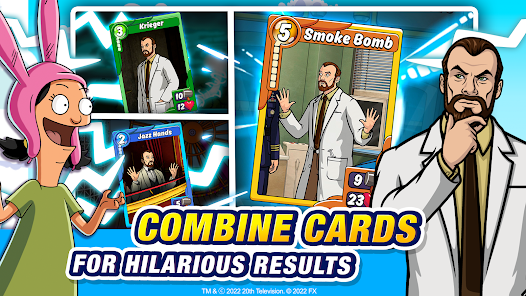 3 Krieger
10
12
2 Jazz Hands
5 Smoke Bomb
9
23
COMBINE CARDS
FOR HILARIOUS RESULTS
TM & © 2022 20th Television. © 2022 FX